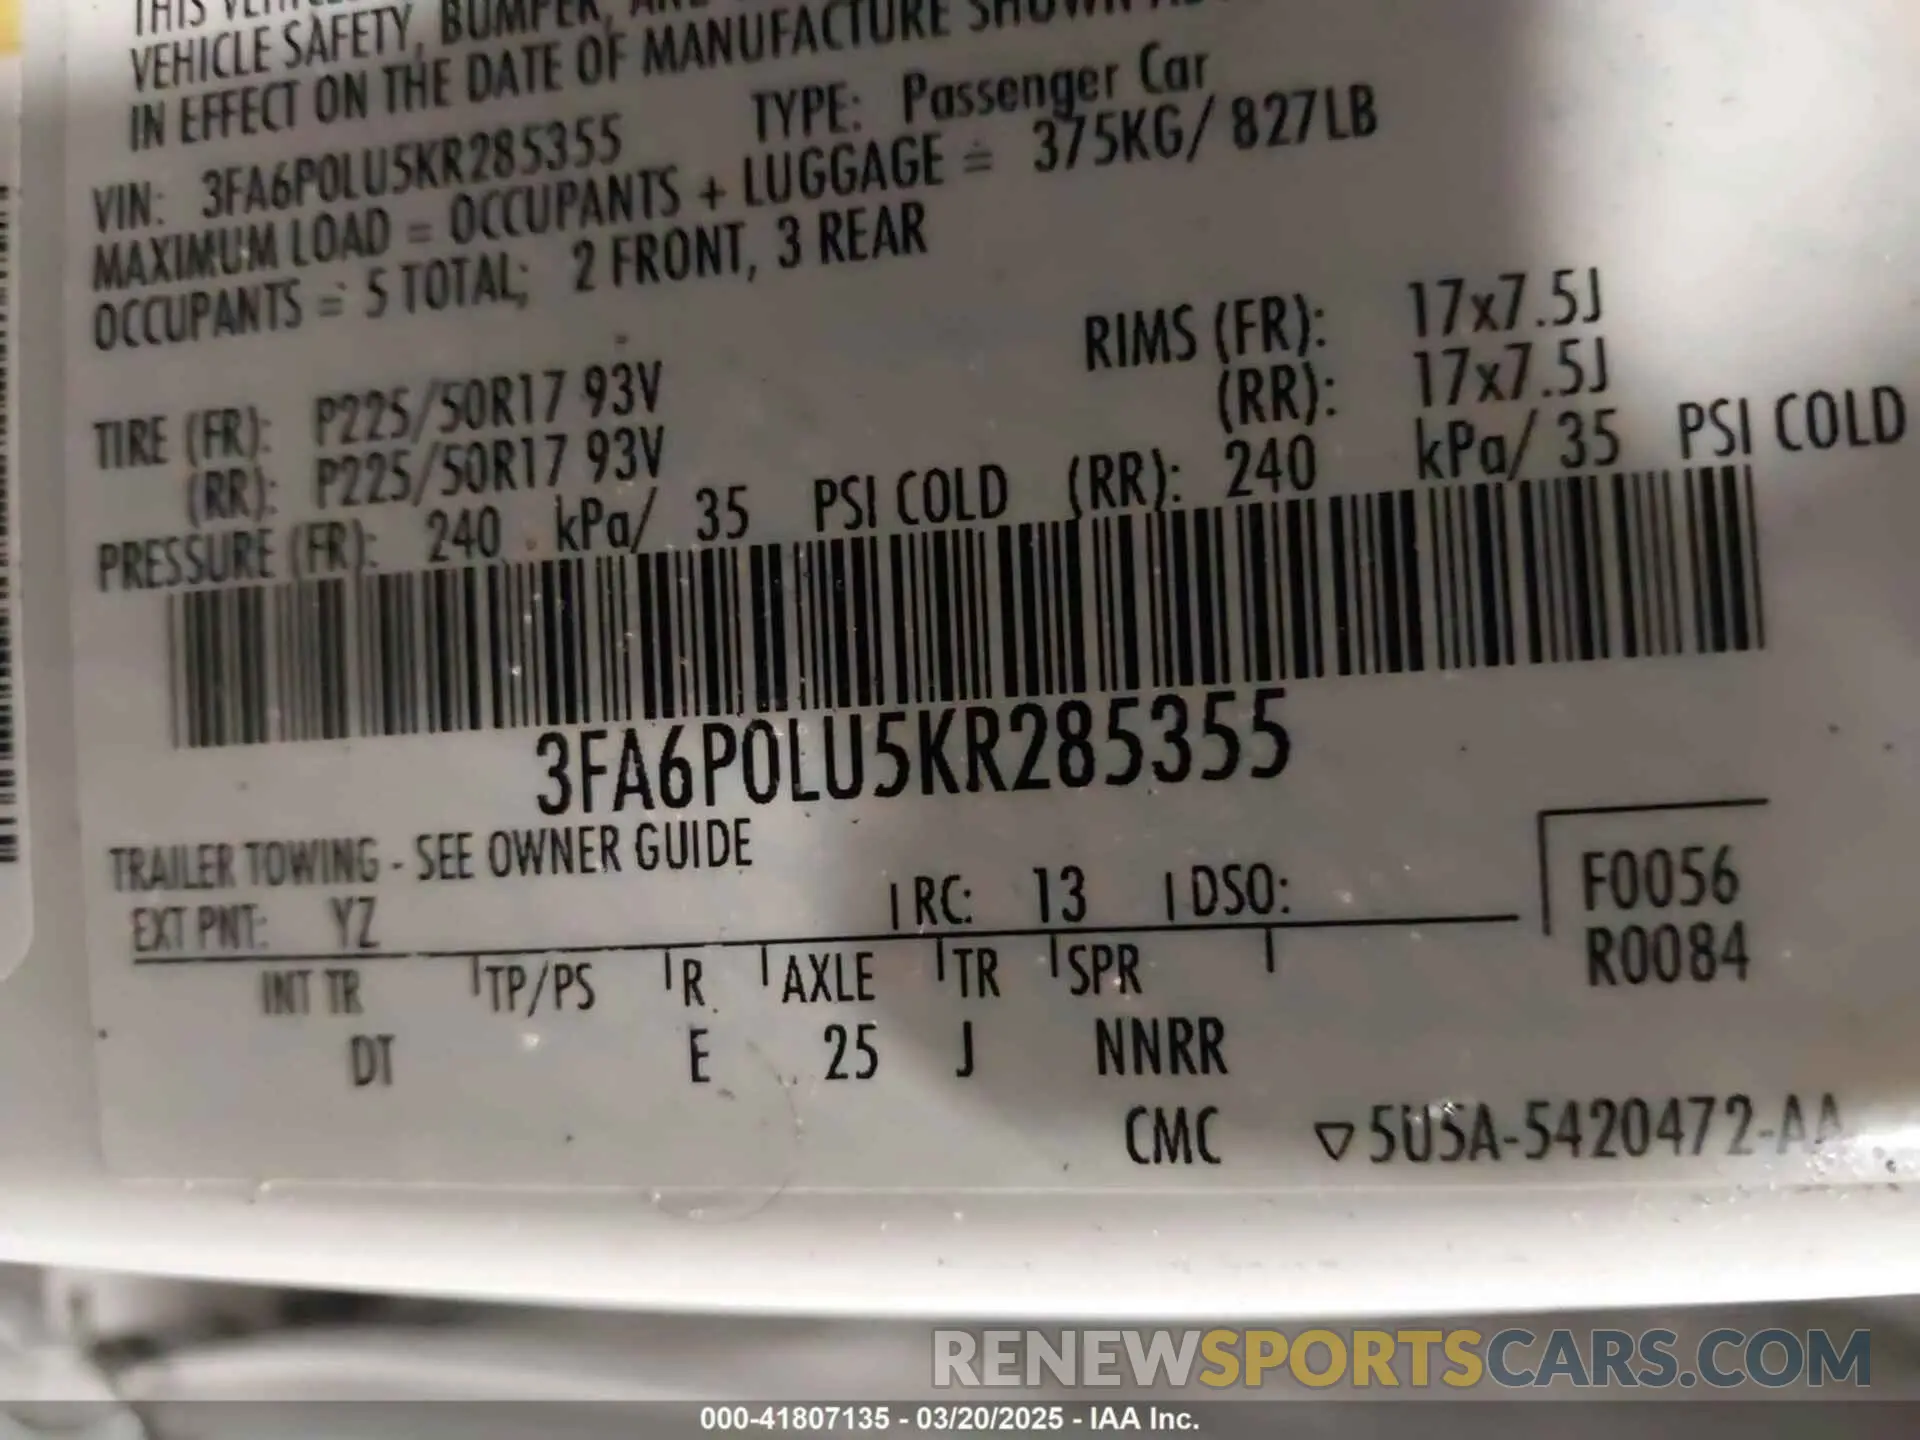 THIS
VEHICLE SAFETY, BUMPER, AND
IN EFFECT ON THE DATE OF MANUFACTURE SHOWN
VIN: 3FA6P0LU5KR285355 TYPE: Passenger Car
MAXIMUM LOAD = OCCUPANTS + LUGGAGE = 375KG/ 827LB
OCCUPANTS = 5 TOTAL; 2 FRONT, 3 REAR
TIRE (FR): P225/50R17 93V RIMS (FR): 17x7.5J
(RR): P225/50R17 93V (RR): 17x7.5J
PRESSURE (FR): 240 kPa/ 35 PSI COLD (RR): 240 kPa/ 35 PSI COLD
3FA6P0LU5KR285355
TRAILER TOWING - SEE OWNER GUIDE
EXT PNT: YZ RC: 13 DSO:
F0056
R0084
INT TR TP/PS R AXLE TR SPR
DT E 25 J NNRR
CMC ▽5U5A-5420472-AA
RENEWSPORTSCARS.COM
000-41807135 - 03/20/2025 - IAA Inc.